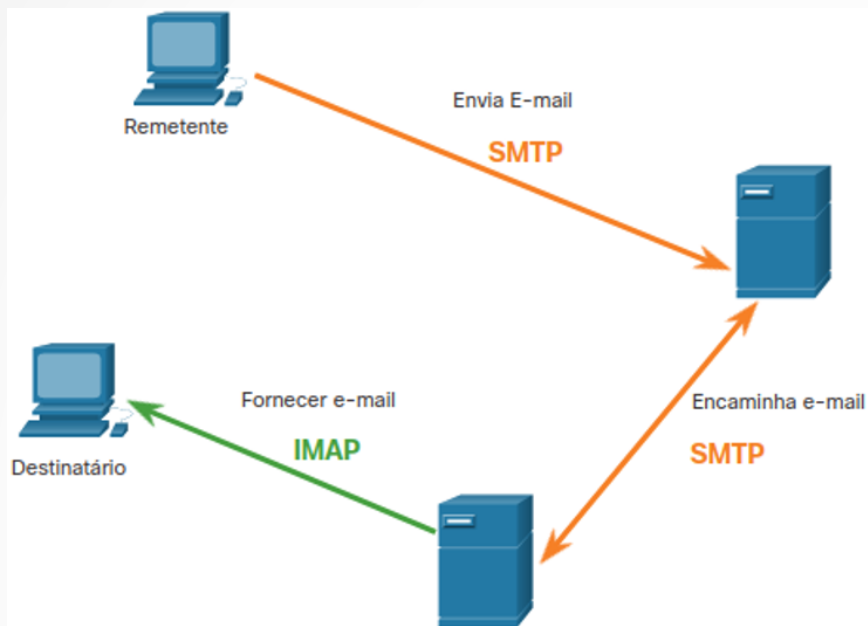 Envia E-mail
SMTP
Remetente
Fornecer e-mail
IMAP
Encaminha e-mail
SMTP
Destinatário